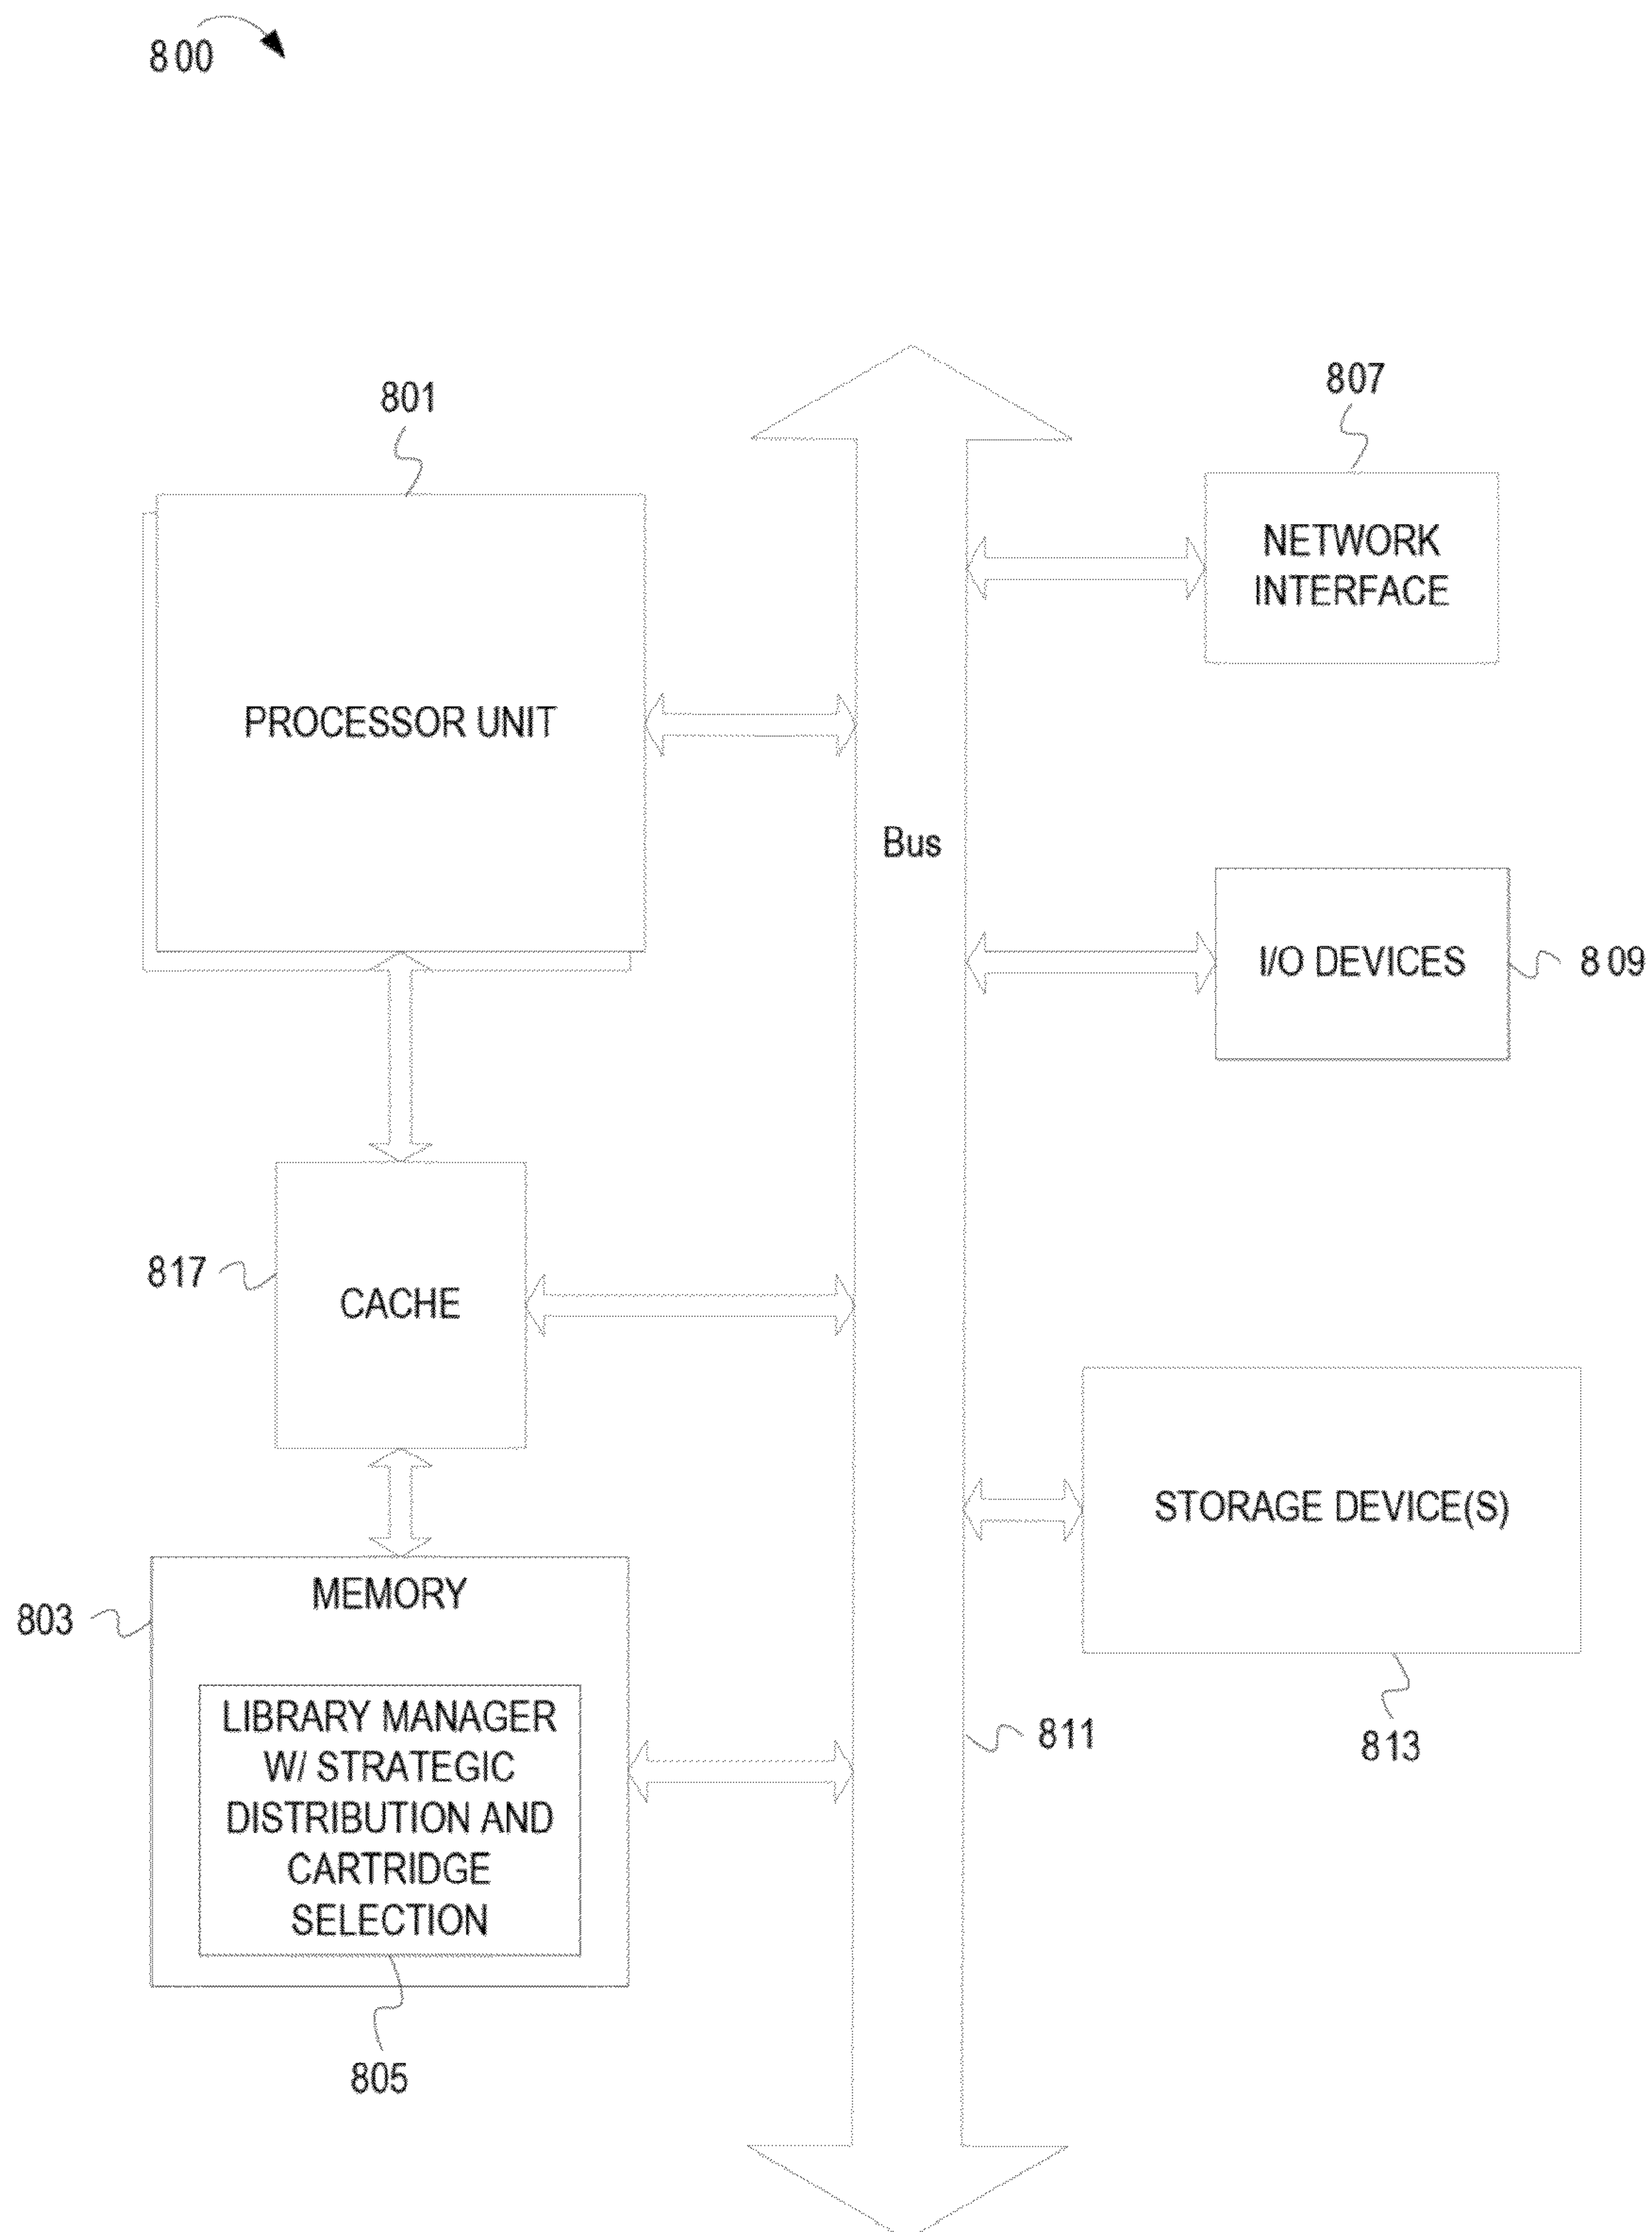 800
801
807
PROCESSOR UNIT
NETWORK
INTERFACE
Bus
I/O DEVICES
809
817
CACHE
STORAGE DEVICE(S)
813
803
MEMORY
LIBRARY MANAGER
W/ STRATEGIC
DISTRIBUTION AND
CARTRIDGE
SELECTION
805
811